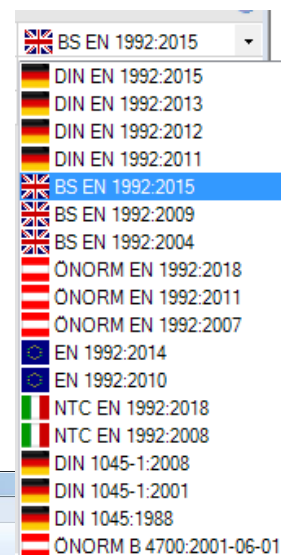 BS EN 1992:2015
DIN EN 1992:2015
DIN EN 1992:2013
DIN EN 1992:2012
DIN EN 1992:2011
BS EN 1992:2015
BS EN 1992:2009
BS EN 1992:2004
ÖNORM EN 1992:2018
ÖNORM EN 1992:2011
ÖNORM EN 1992:2007
EN 1992:2014
EN 1992:2010
NTC EN 1992:2018
NTC EN 1992:2008
DIN 1045-1:2008
DIN 1045-1:2001
DIN 1045:1988
ÖNORM B 4700:2001-06-01